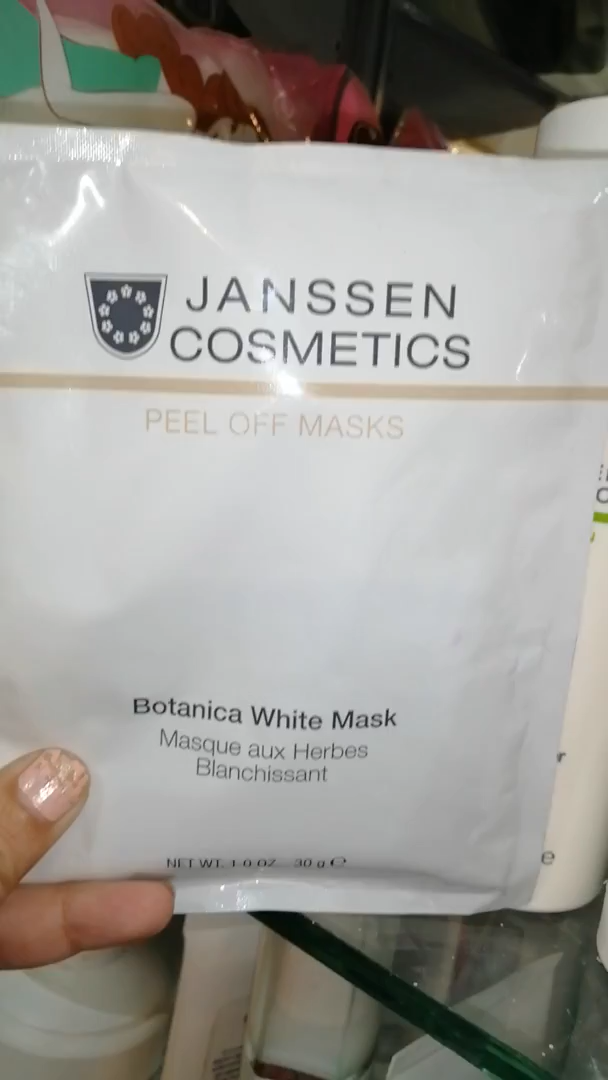 JANSSEN
COSMETICS
PEEL OFF MASKS
Botanica White Mask
Masque aux Herbes
Blanchissant
NET WT. 1.0 OZ 30 g ℮